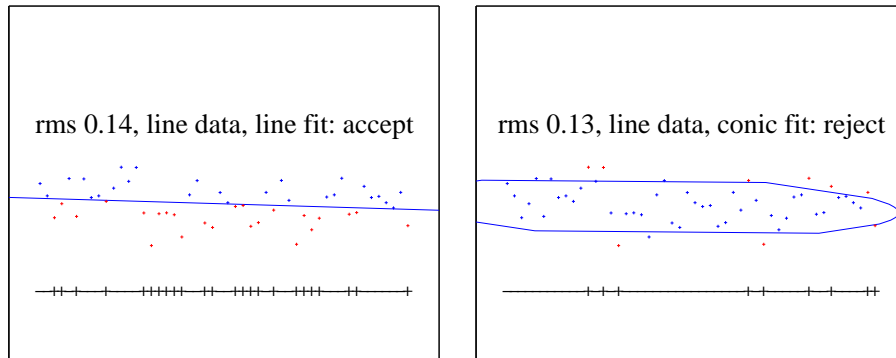 rms 0.14, line data, line fit: accept
rms 0.13, line data, conic fit: reject